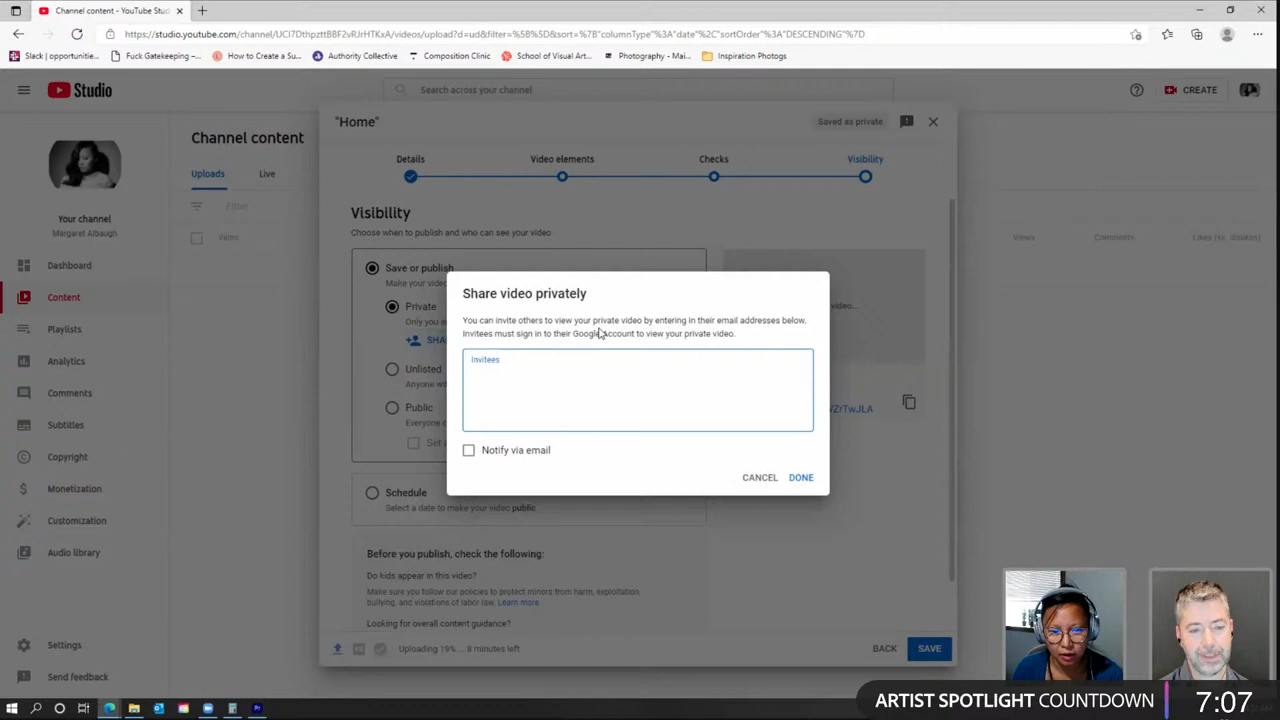 Channel content - YouTube Stud
https://studio.youtube.com/channel/UCI7DthpzttBBF2vRJrHTKxA/videos/upload?d=ud&filter=%5B%5D&sort=%7B"columnType"%3A"date"%2C"sortOrder"%3A"DESCENDING"%7D
Slack | opportunitie...
Fuck Gatekeeping –...
How to Create a Su...
Authority Collective
Composition Clinic
School of Visual Art...
Photography - Mai...
Inspiration Photogs
Studio
Search across your channel
CREATE
"Home"
Saved as private
Channel content
Details
Video elements
Checks
Visibility
Uploads
Live
Filter
Video
Views
Comments
Likes (vs. dislikes)
Your channel
Margaret Albaugh
Dashboard
Content
Playlists
Analytics
Comments
Subtitles
Copyright
Monetization
Customization
Audio library
Settings
Send feedback
Visibility
Choose when to publish and who can see your video
Save or publish
Make your video
Private
Only you
SHA
Unlisted
Anyone wi
Public
Everyone
Set
video...
VZrTwJLA
Share video privately
You can invite others to view your private video by entering in their email addresses below.
Invitees must sign in to their Google Account to view your private video.
Invitees
Notify via email
CANCEL
DONE
Schedule
Select a date to make your video public
Before you publish, check the following:
Do kids appear in this video?
Make sure you follow our policies to protect minors from harm, exploitation,
bullying, and violations of labor law. Learn more
Looking for overall content guidance?
Uploading 19% ... 8 minutes left
BACK
SAVE
ARTIST SPOTLIGHT COUNTDOWN
7:07